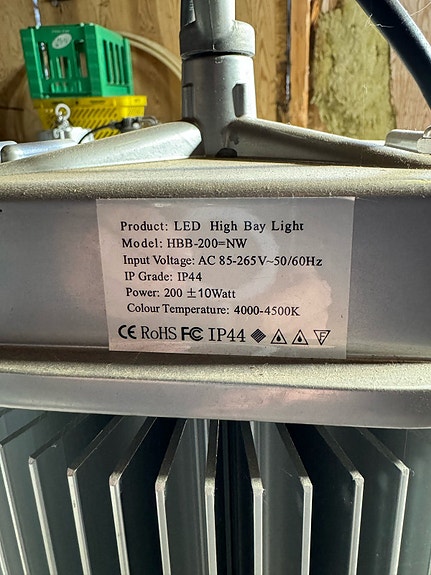 Product: LED High Bay Light
Model: HBB-200=NW
Input Voltage: AC 85-265V~50/60Hz
IP Grade: IP44
Power: 200 ±10Watt
Colour Temperature: 4000-4500K
CE RoHS FC IP44 F